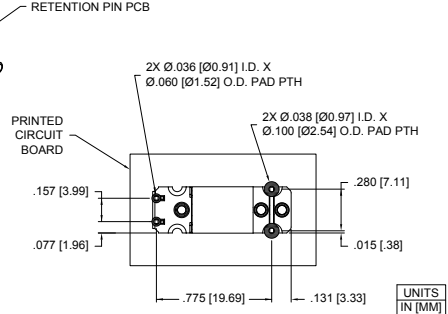 RETENTION PIN PCB
2X Ø.036 [Ø0.91] I.D. X
Ø.060 [Ø1.52] O.D. PAD PTH
2X Ø.038 [Ø0.97] I.D. X
Ø.100 [Ø2.54] O.D. PAD PTH
PRINTED
CIRCUIT
BOARD
.157 [3.99]
.280 [7.11]
.077 [1.96]
.015 [.38]
.775 [19.69]
.131 [3.33]
UNITS
IN [MM]